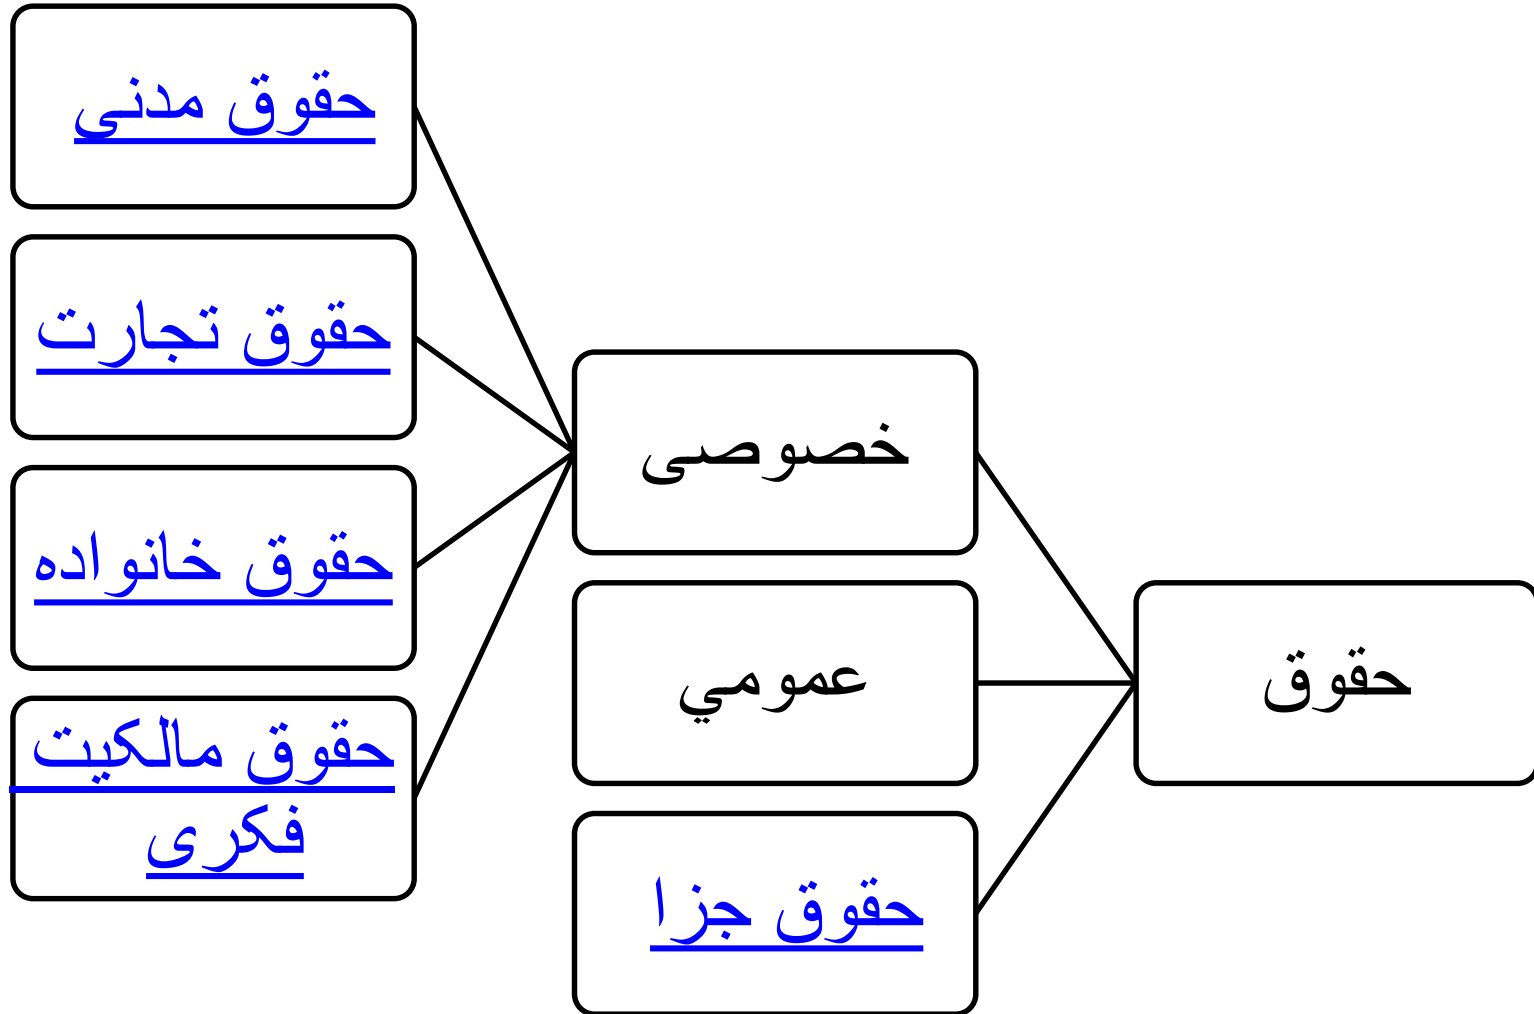 حقوق
خصوصی
عمومي
حقوق جزا
حقوق مدنی
حقوق تجارت
حقوق خانواده
حقوق مالکیت
فکری